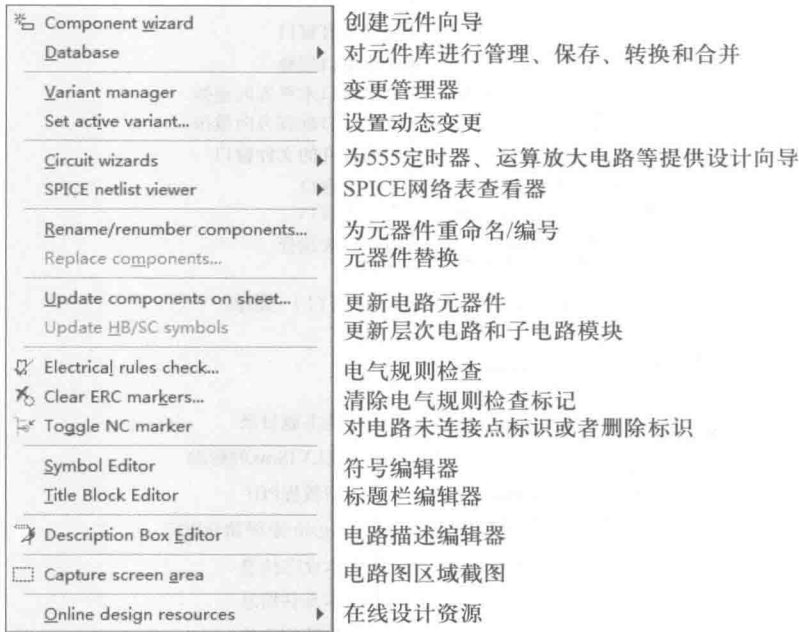 Component wizard 创建元件向导
Database 对元件库进行管理、保存、转换和合并
Variant manager 变更管理器
Set active variant... 设置动态变更
Circuit wizards 为555定时器、运算放大电路等提供设计向导
SPICE netlist viewer SPICE网络表查看器
Rename/renumber components... 为元器件重命名/编号
Replace components... 元器件替换
Update components on sheet... 更新电路元器件
Update HB/SC symbols 更新层次电路和子电路模块
Electrical rules check... 电气规则检查
Clear ERC markers... 清除电气规则检查标记
Toggle NC marker 对电路未连接点标识或者删除标识
Symbol Editor 符号编辑器
Title Block Editor 标题栏编辑器
Description Box Editor 电路描述编辑器
Capture screen area 电路图区域截图
Online design resources 在线设计资源